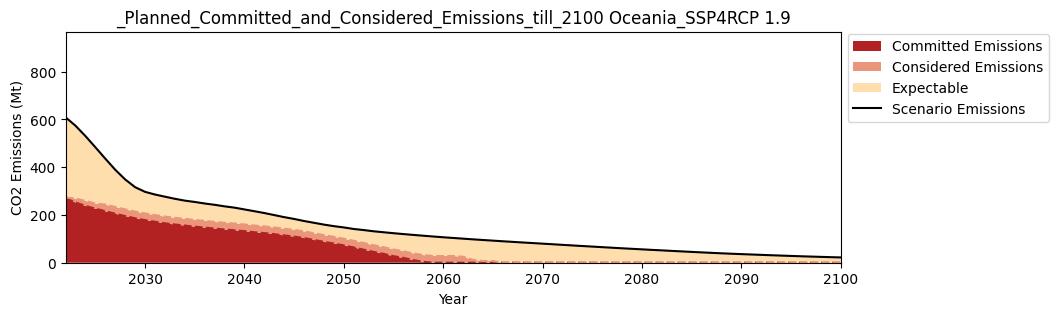 _Planned_Committed_and_Considered_Emissions_till_2100 Oceania_SSP4RCP 1.9
Committed Emissions
Considered Emissions
Expectable
Scenario Emissions
CO2 Emissions (Mt)
800
600
400
200
0
2030 2040 2050 2060 2070 2080 2090 2100
Year